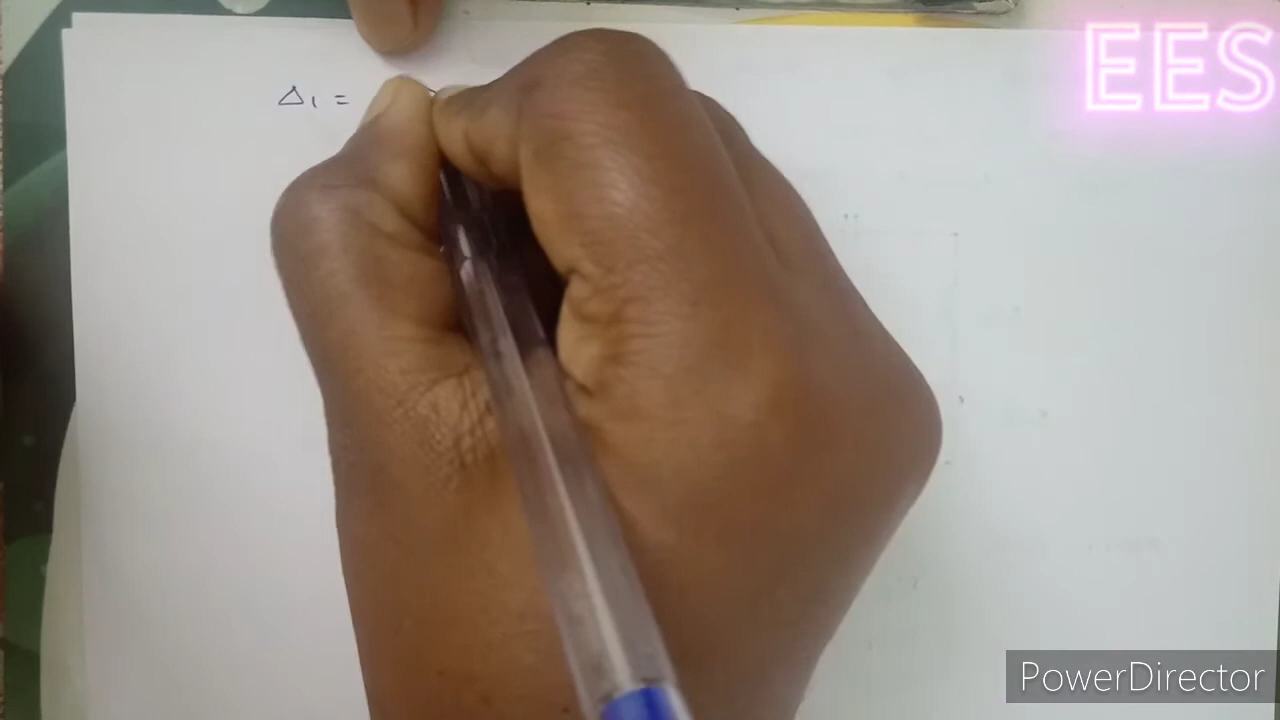 Δ₁ =
EES
PowerDirector